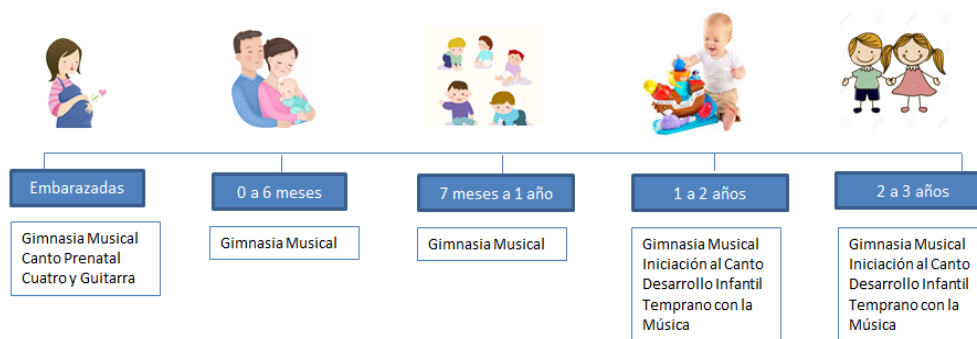 Embarazadas
0 a 6 meses
7 meses a 1 año
1 a 2 años
2 a 3 años
Gimnasia Musical
Canto Prenatal
Cuatro y Guitarra
Gimnasia Musical
Gimnasia Musical
Gimnasia Musical
Iniciación al Canto
Desarrollo Infantil
Temprano con la
Música
Gimnasia Musical
Iniciación al Canto
Desarrollo Infantil
Temprano con la
Música